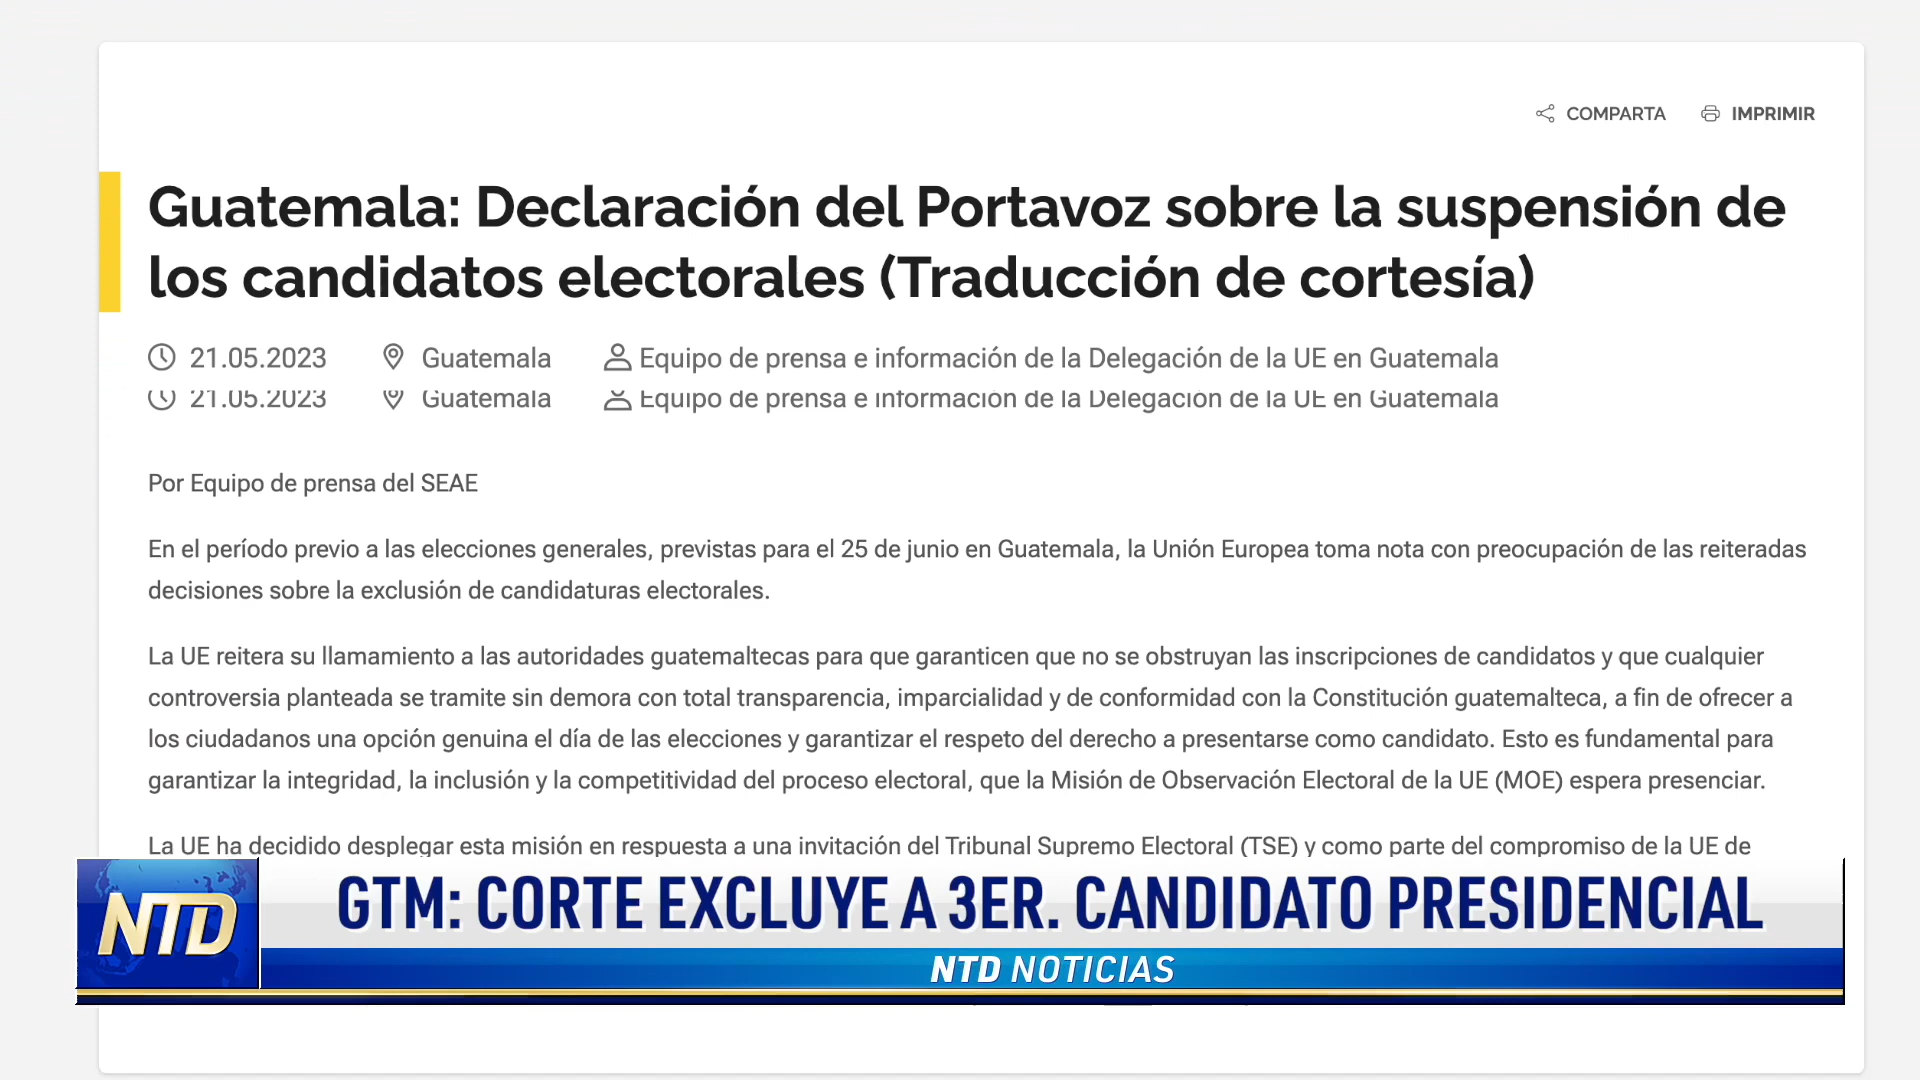 COMPARTA IMPRIMIR
Guatemala: Declaración del Portavoz sobre la suspensión de
los candidatos electorales (Traducción de cortesía)
21.05.2023 Guatemala Equipo de prensa e información de la Delegación de la UE en Guatemala
21.05.2023 Guatemala Equipo de prensa e información de la Delegación de la UE en Guatemala
Por Equipo de prensa del SEAE
En el período previo a las elecciones generales, previstas para el 25 de junio en Guatemala, la Unión Europea toma nota con preocupación de las reiteradas
decisiones sobre la exclusión de candidaturas electorales.
La UE reitera su llamamiento a las autoridades guatemaltecas para que garanticen que no se obstruyan las inscripciones de candidatos y que cualquier
controversia planteada se tramite sin demora con total transparencia, imparcialidad y de conformidad con la Constitución guatemalteca, a fin de ofrecer a
los ciudadanos una opción genuina el día de las elecciones y garantizar el respeto del derecho a presentarse como candidato. Esto es fundamental para
garantizar la integridad, la inclusión y la competitividad del proceso electoral, que la Misión de Observación Electoral de la UE (MOE) espera presenciar.
La UE ha decidido desplegar esta misión en respuesta a una invitación del Tribunal Supremo Electoral (TSE) y como parte del compromiso de la UE de
NTD
GTM: CORTE EXCLUYE A 3ER. CANDIDATO PRESIDENCIAL
NTD NOTICIAS